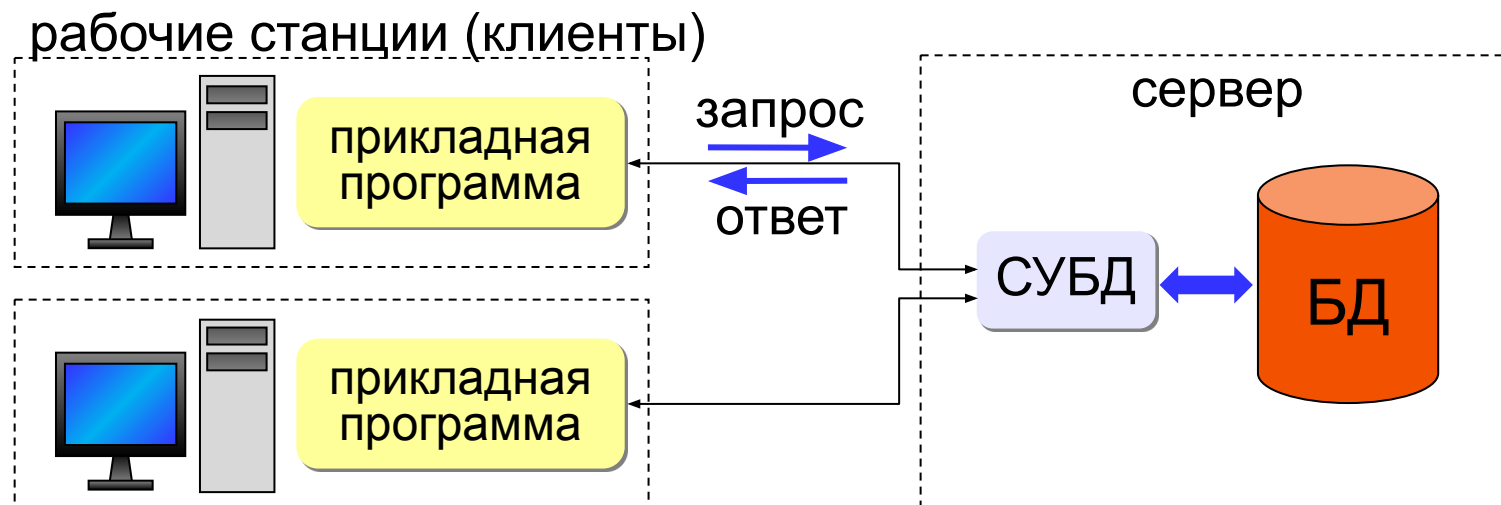 рабочие станции (клиенты)
прикладная
программа
запрос
ответ
сервер
СУБД
БД
прикладная
программа